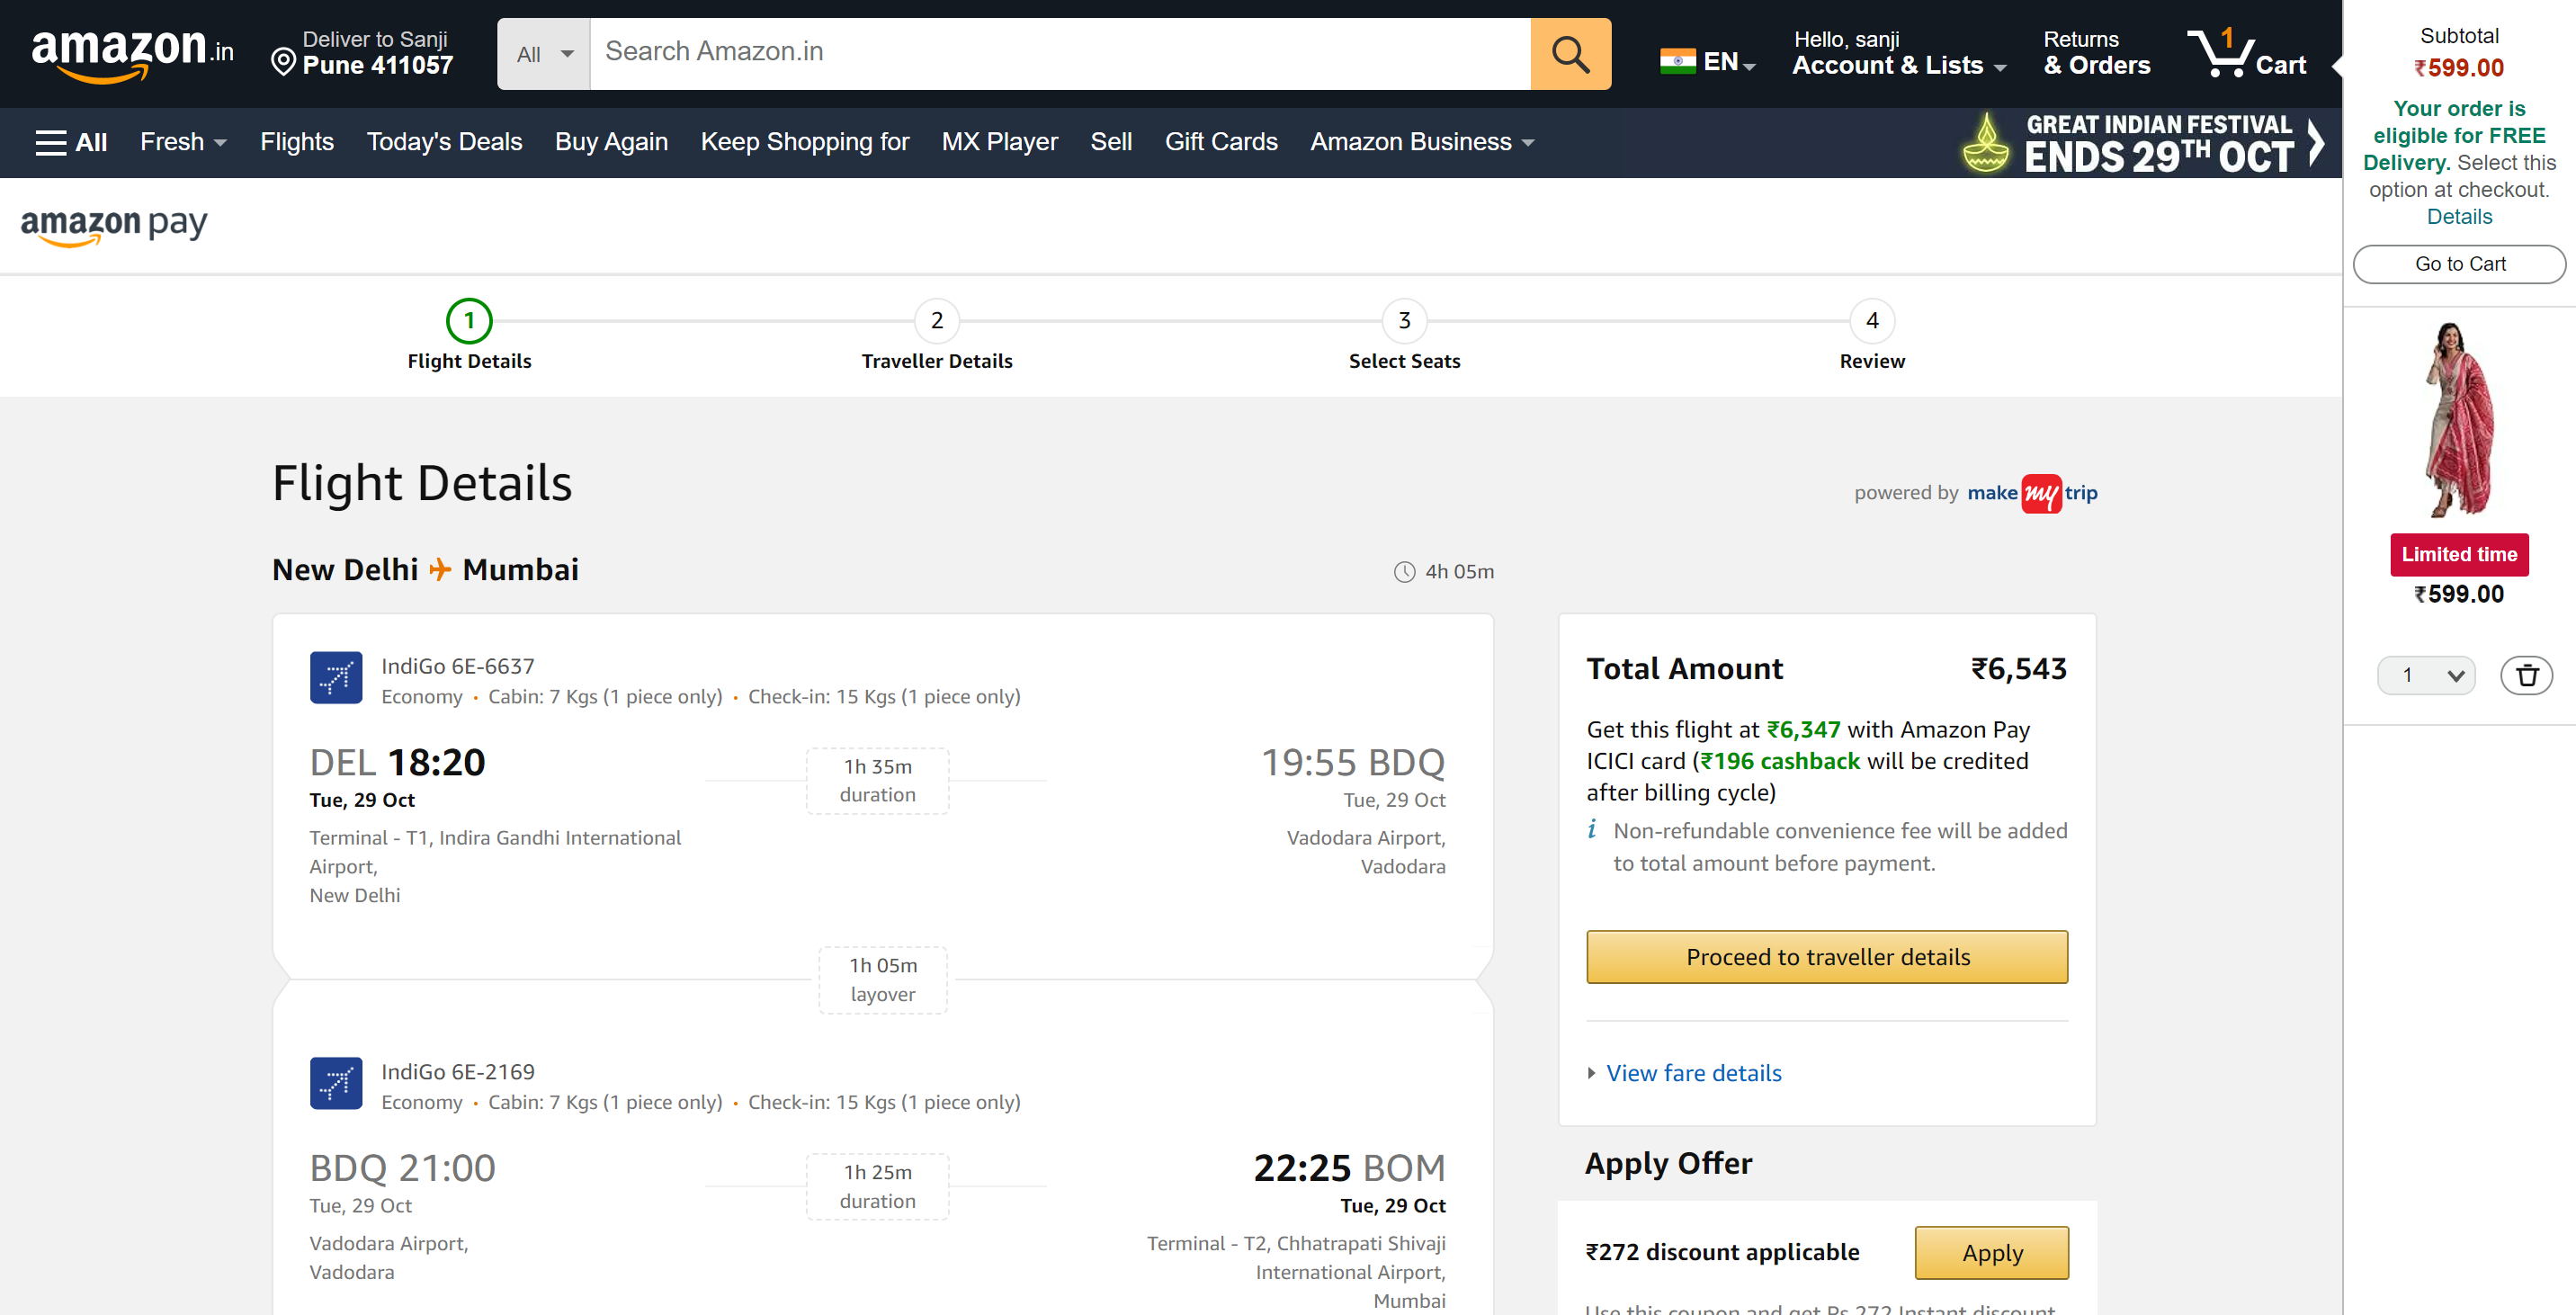 amazon.in
Deliver to Sanji
Pune 411057
All
Search Amazon.in
EN
Hello, sanji
Account & Lists
Returns
& Orders
1
Cart
All
Fresh
Flights
Today's Deals
Buy Again
Keep Shopping for
MX Player
Sell
Gift Cards
Amazon Business
GREAT INDIAN FESTIVAL
ENDS 29TH OCT
amazon pay
1
Flight Details
2
Traveller Details
3
Select Seats
4
Review
Flight Details
powered by make my trip
New Delhi Mumbai
4h 05m
IndiGo 6E-6637
Economy • Cabin: 7 Kgs (1 piece only) • Check-in: 15 Kgs (1 piece only)
DEL 18:20
Tue, 29 Oct
Terminal - T1, Indira Gandhi International
Airport,
New Delhi
1h 35m
duration
19:55 BDQ
Tue, 29 Oct
Vadodara Airport,
Vadodara
1h 05m
layover
IndiGo 6E-2169
Economy • Cabin: 7 Kgs (1 piece only) • Check-in: 15 Kgs (1 piece only)
BDQ 21:00
Tue, 29 Oct
Vadodara Airport,
Vadodara
1h 25m
duration
22:25 BOM
Tue, 29 Oct
Terminal - T2, Chhatrapati Shivaji
International Airport,
Mumbai
Total Amount ₹6,543
Get this flight at ₹6,347 with Amazon Pay
ICICI card (₹196 cashback will be credited
after billing cycle)
i Non-refundable convenience fee will be added
to total amount before payment.
Proceed to traveller details
View fare details
Apply Offer
₹272 discount applicable
Apply
Use this coupon and get Rs 272 Instant discount
Subtotal
₹599.00
Your order is
eligible for FREE
Delivery. Select this
option at checkout.
Details
Go to Cart
Limited time
₹599.00
1